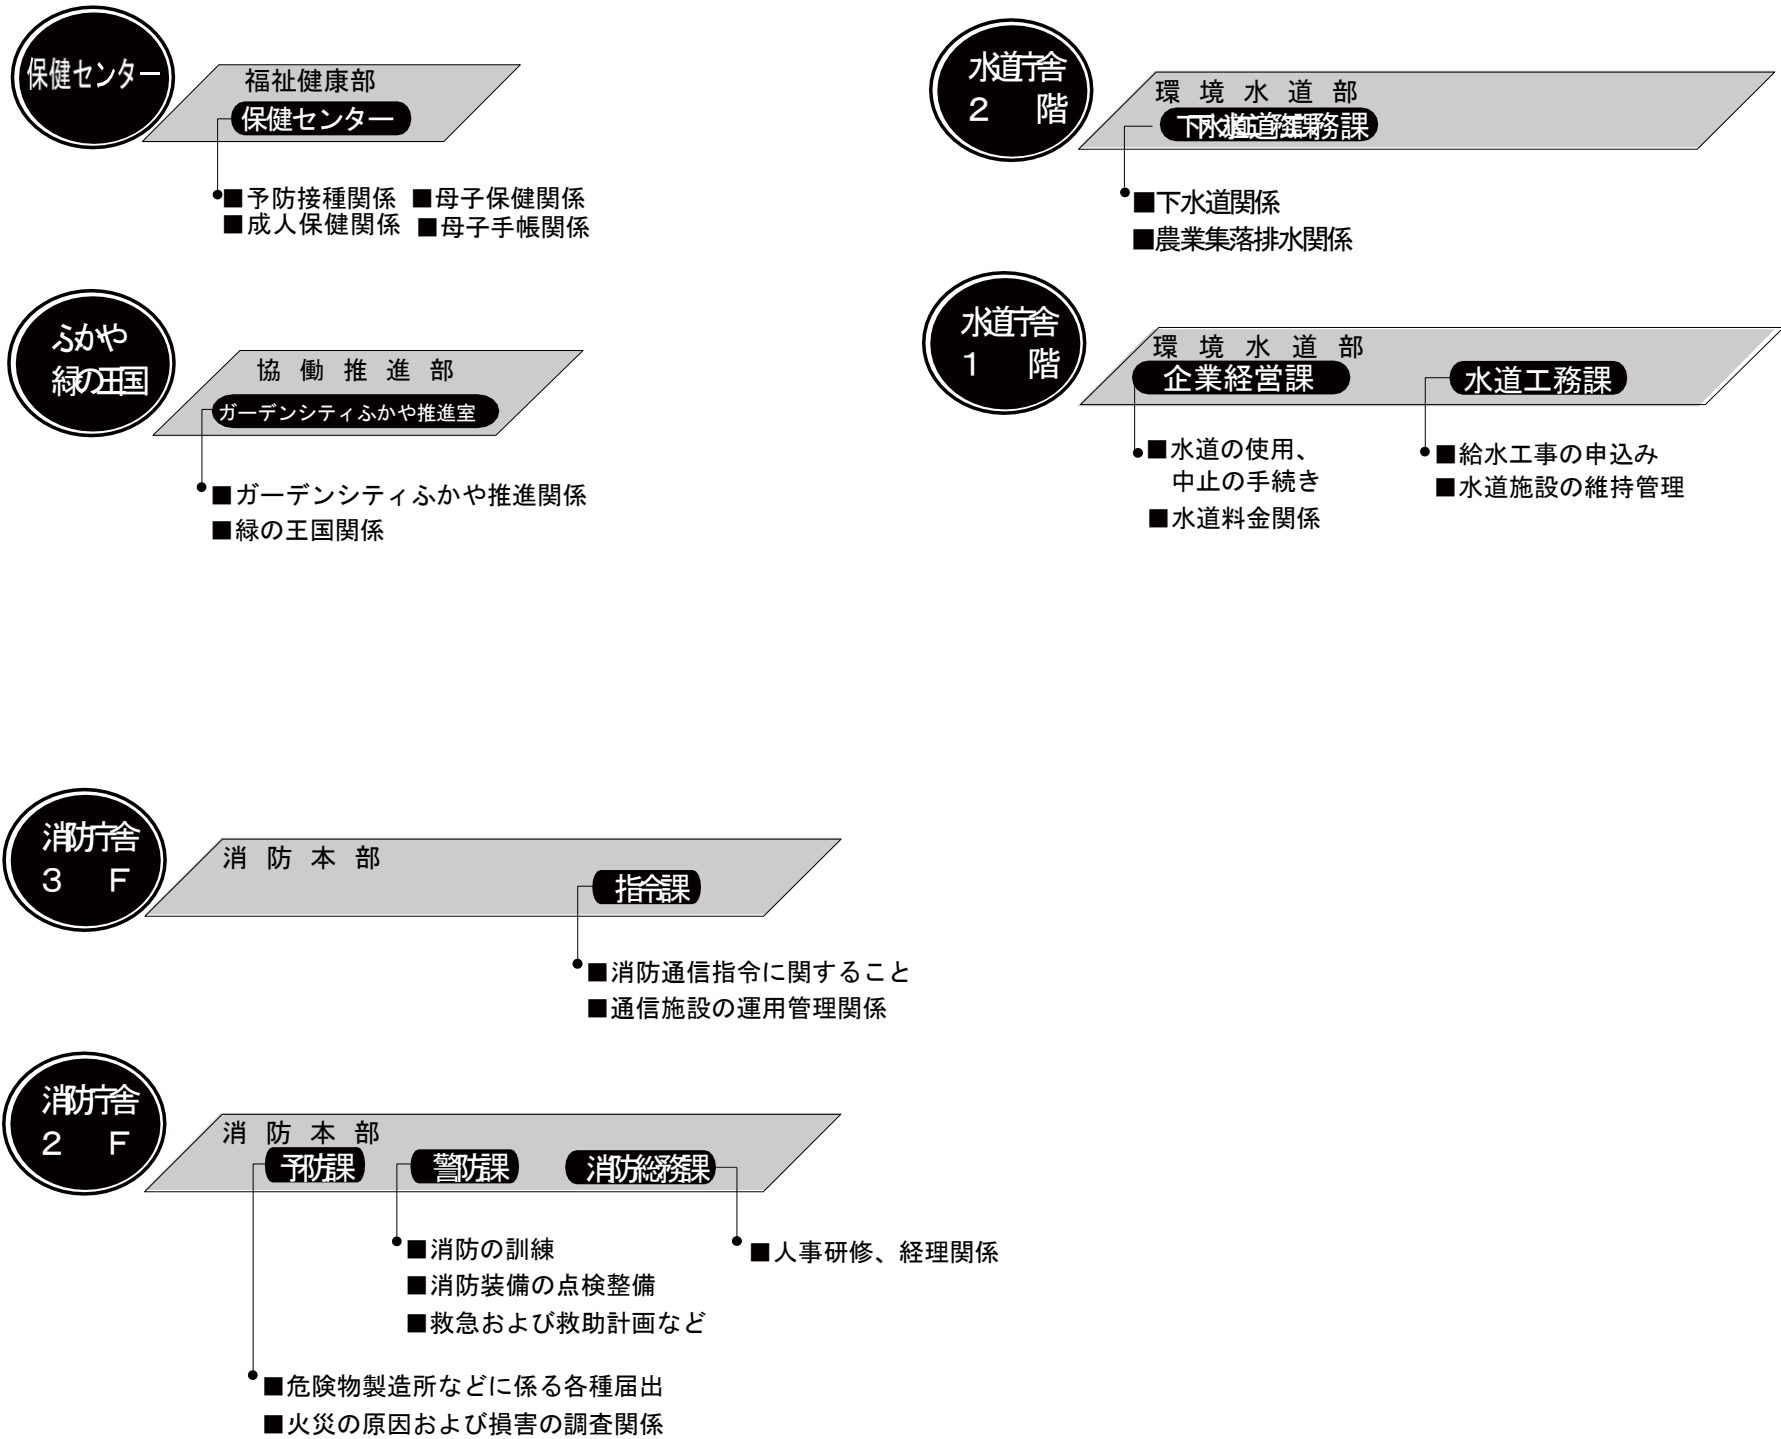 保健センター
福祉健康部
保健センター
■予防接種関係 ■母子保健関係
■成人保健関係 ■母子手帳関係
ふかや
緑の王国
協働推進部
ガーデンシティふかや推進室
■ガーデンシティふかや推進関係
■緑の王国関係
水道庁舎
2 階
環境水道部
■下水道関係
■農業集落排水関係
水道庁舎
1 階
環境水道部
企業経営課
■水道の使用、
中止の手続き
■水道料金関係
水道工務課
■給水工事の申込み
■水道施設の維持管理
消防庁舎
3 F
消防本部
指令課
■消防通信指令に関すること
■通信施設の運用管理関係
消防庁舎
2 F
消防本部
予防課 警防課 消防総務課
■消防の訓練
■消防装備の点検整備
■救急および救助計画など
■人事研修、経理関係
■危険物製造所などに係る各種届出
■火災の原因および損害の調査関係